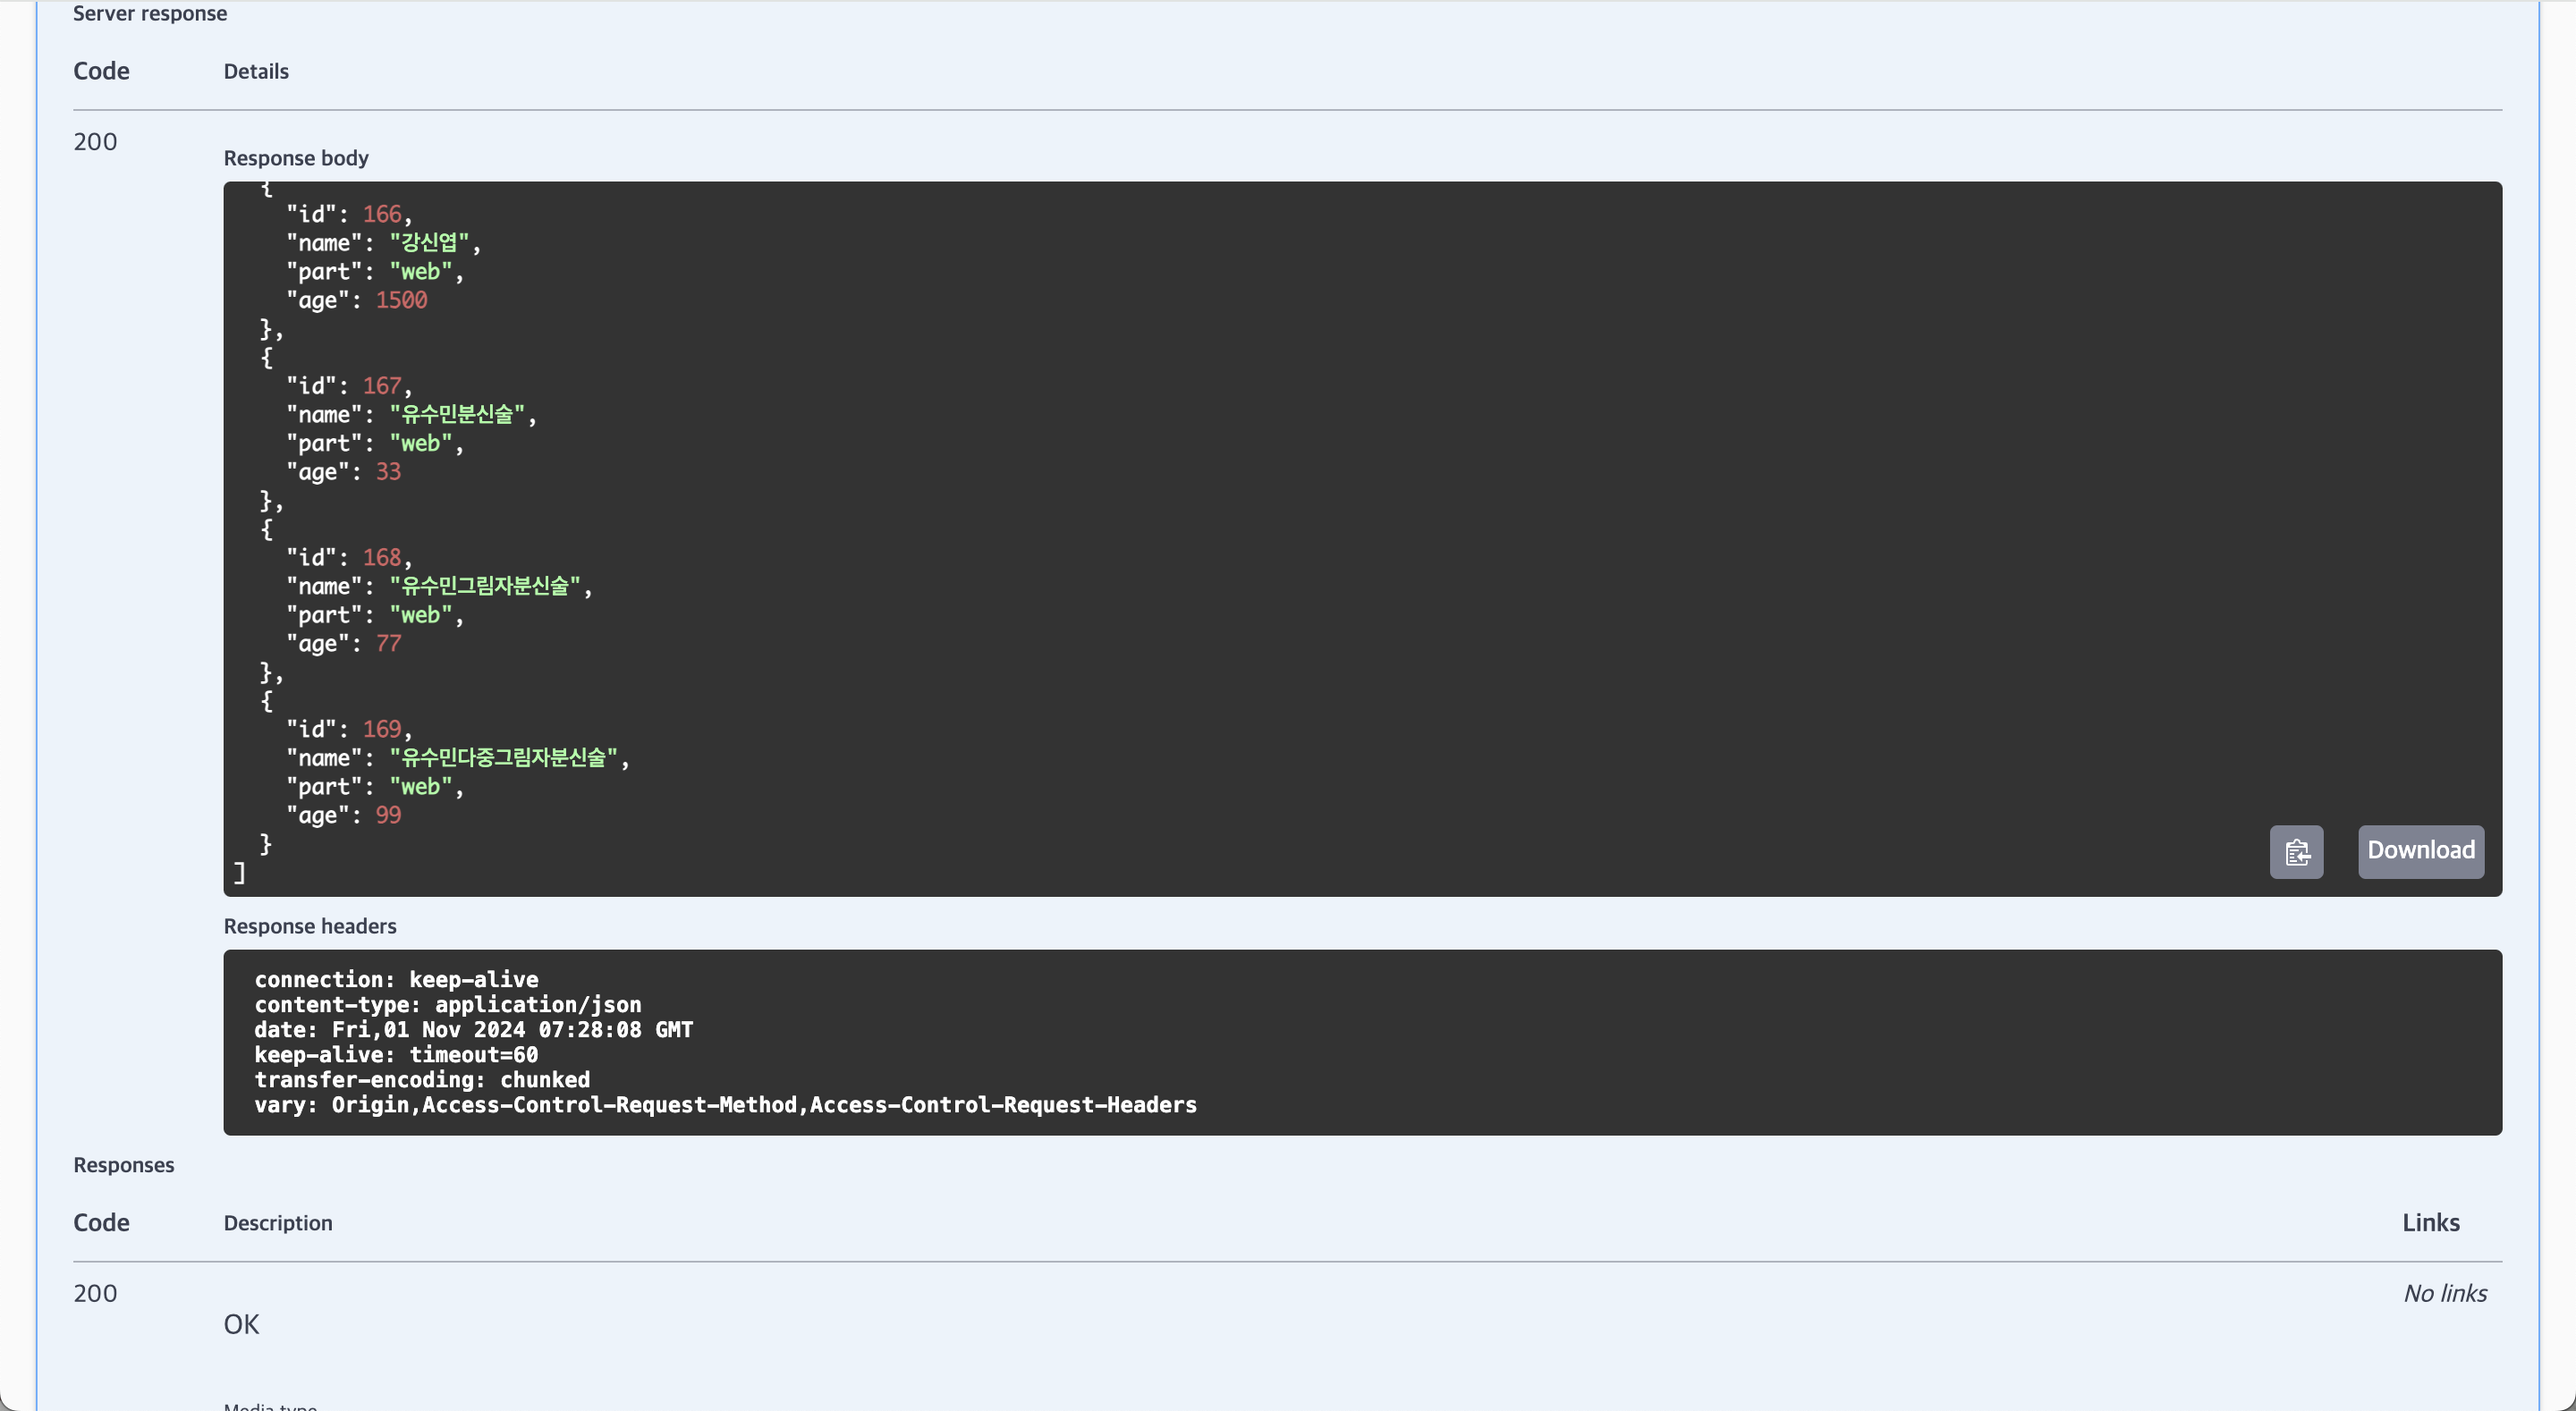 Server response
Code Details
200
Response body
{
"id": 166,
"name": "강신엽",
"part": "web",
"age": 1500
},
{
"id": 167,
"name": "유수민분신술",
"part": "web",
"age": 33
},
{
"id": 168,
"name": "유수민그림자분신술",
"part": "web",
"age": 77
},
{
"id": 169,
"name": "유수민다중그림자분신술",
"part": "web",
"age": 99
}
]
Download
Response headers
connection: keep-alive
content-type: application/json
date: Fri,01 Nov 2024 07:28:08 GMT
keep-alive: timeout=60
transfer-encoding: chunked
vary: Origin,Access-Control-Request-Method,Access-Control-Request-Headers
Responses
Code Description Links
200 No links
OK
Media type